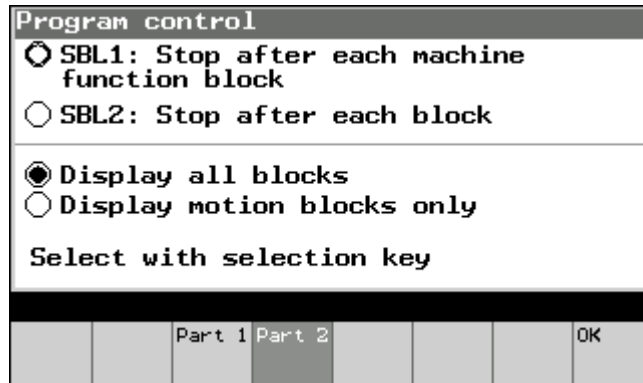 Program control
SBL1: Stop after each machine
function block
SBL2: Stop after each block
Display all blocks
Display motion blocks only
Select with selection key
Part 1 Part 2 OK